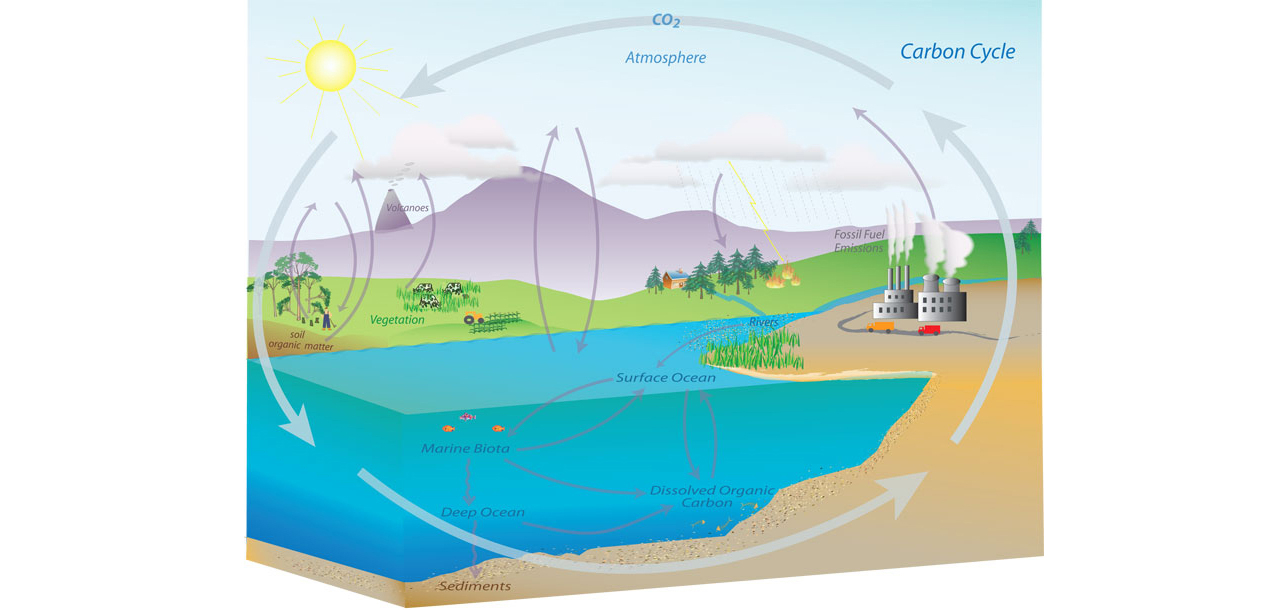 CO₂
Carbon Cycle
Atmosphere
Volcanoes
Fossil Fuel
Emissions
Vegetation
Rivers
soil
organic matter
Surface Ocean
Marine Biota
Dissolved Organic
Carbon
Deep Ocean
Sediments